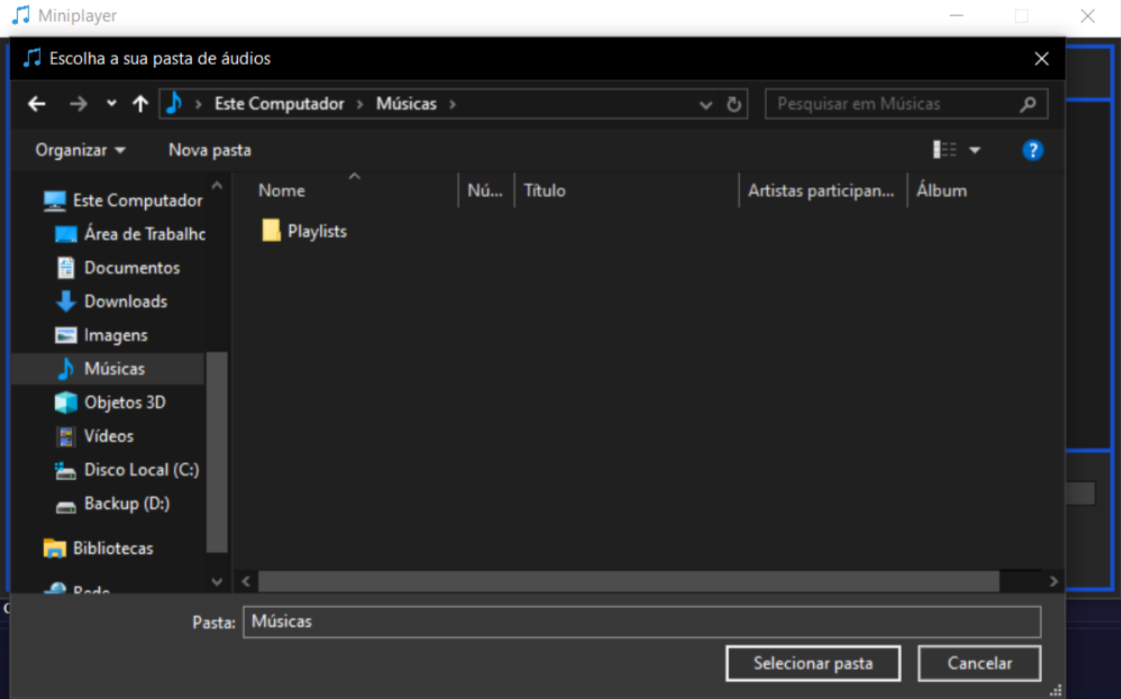 Miniplayer
Escolha a sua pasta de áudios
Este Computador > Músicas >
Pesquisar em Músicas
Organizar
Nova pasta
?
Nome
Nú...
Título
Artistas participan...
Álbum
Este Computador
Área de Trabalho
Documentos
Downloads
Imagens
Músicas
Objetos 3D
Vídeos
Disco Local (C:)
Backup (D:)
Bibliotecas
Rede
Playlists
Pasta:
Músicas
Selecionar pasta
Cancelar